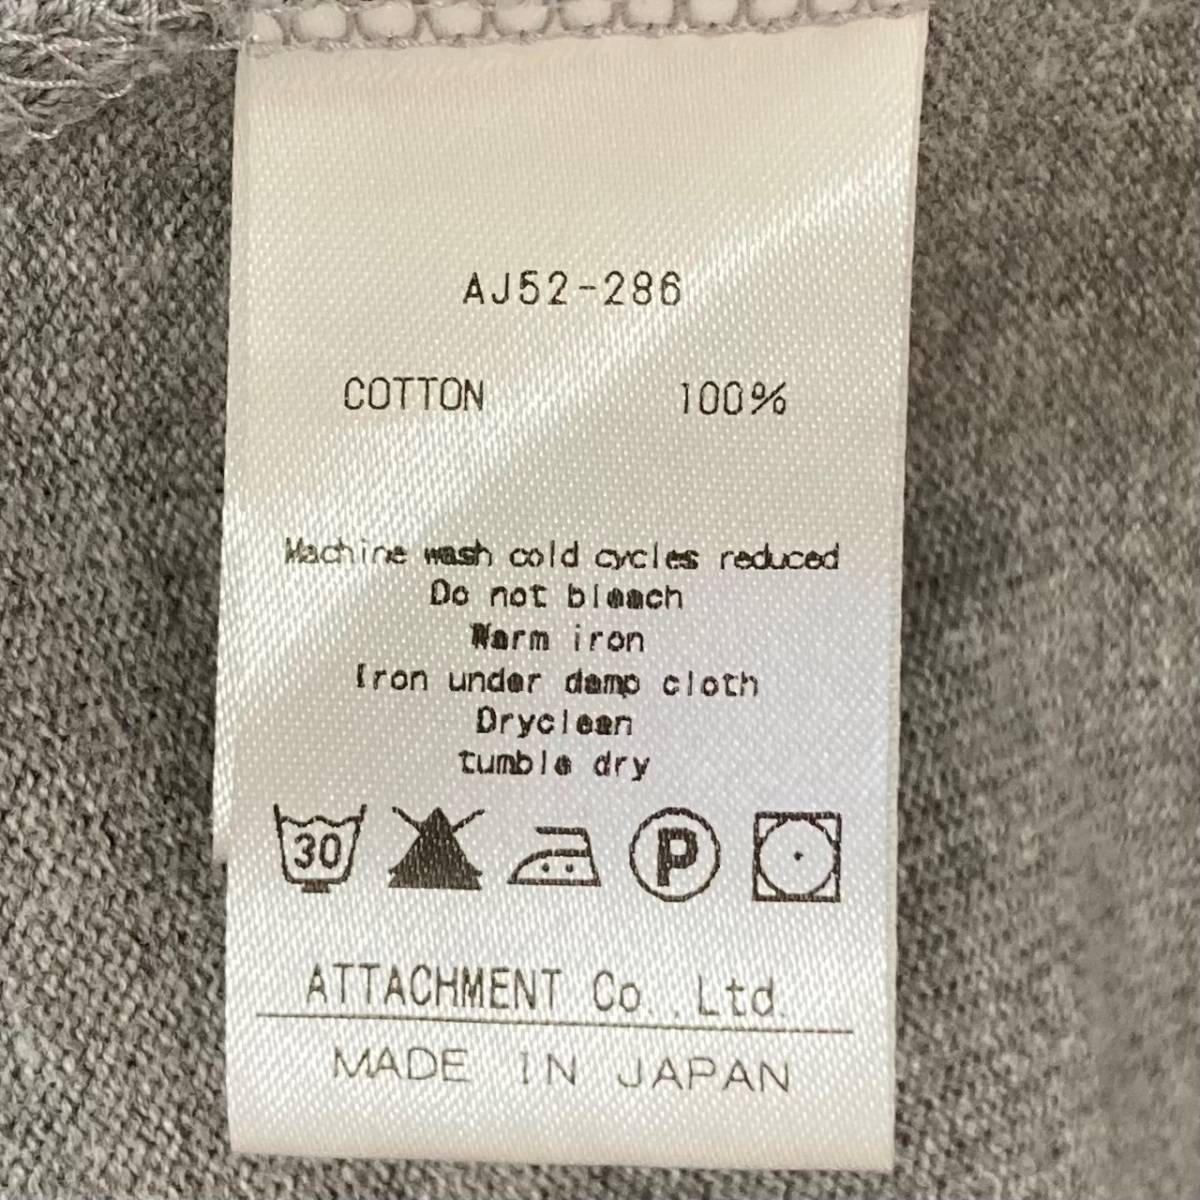 AJ52-286
COTTON 100%
Machine wash cold cycles reduced
Do not bleach
Warm iron
Iron under damp cloth
Dryclean
tumble dry
30 P
ATTACHMENT Co.,Ltd.
MADE IN JAPAN